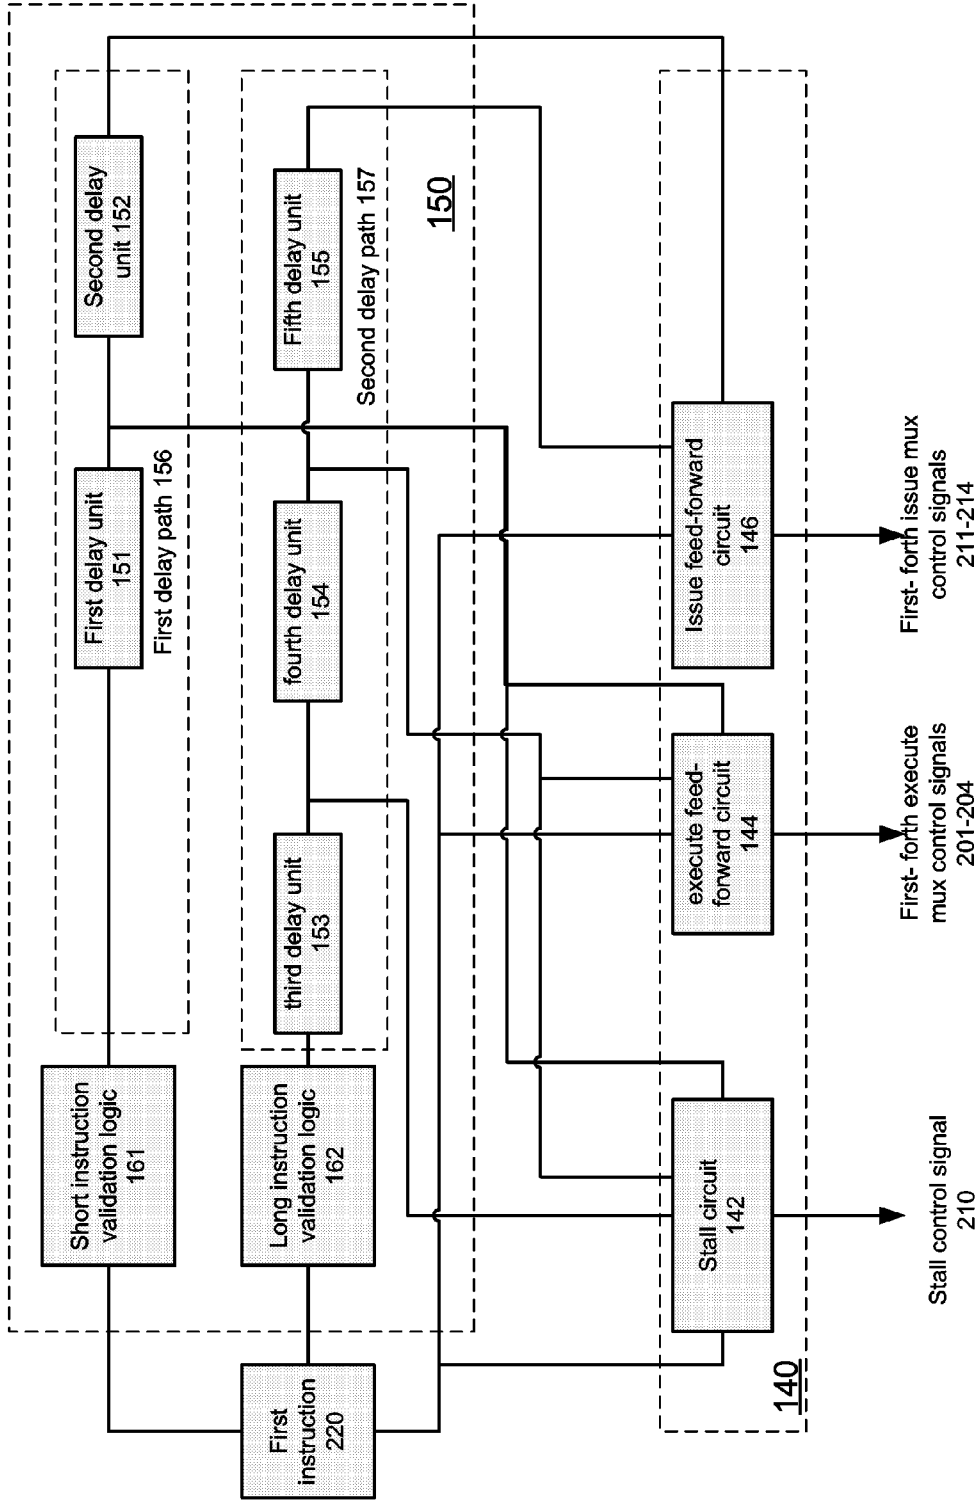 Short instruction
validation logic
161
First delay unit
151
Second delay
unit 152
First delay path 156
First
instruction
220
Long instruction
validation logic
162
third delay unit
153
fourth delay unit
154
Fifth delay unit
155
Second delay path 157
150
Stall circuit
142
execute feed-
forward circuit
144
Issue feed-forward
circuit
146
140
Stall control signal
210
First- forth execute
mux control signals
201-204
First- forth issue mux
control signals
211-214